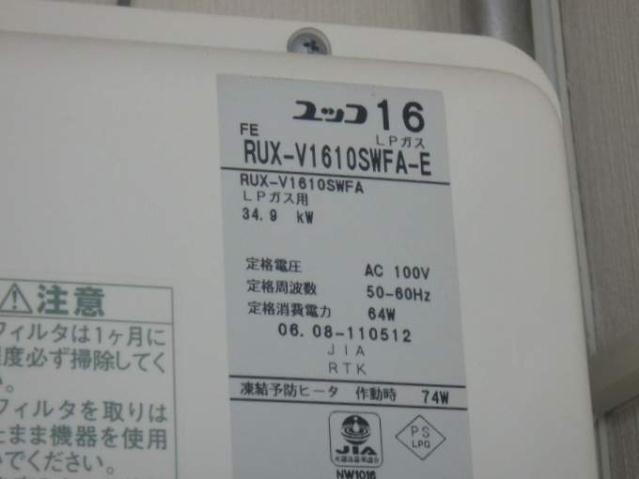 ユッコ16
FE
LPガス
RUX-V1610SWFA-E
RUX-V1610SWFA
LPガス用
34.9 kW
定格電圧 AC 100V
定格周波数 50-60Hz
定格消費電力 64W
06.08-110512
JIA
RTK
凍結予防ヒータ 作動時 74W
JIA
PS
LPG
NW1016
⚠注意
フィルタは1ヶ月に
程度必ず掃除してく
い。
フィルタを取りは
たまま機器を使用
いでください。